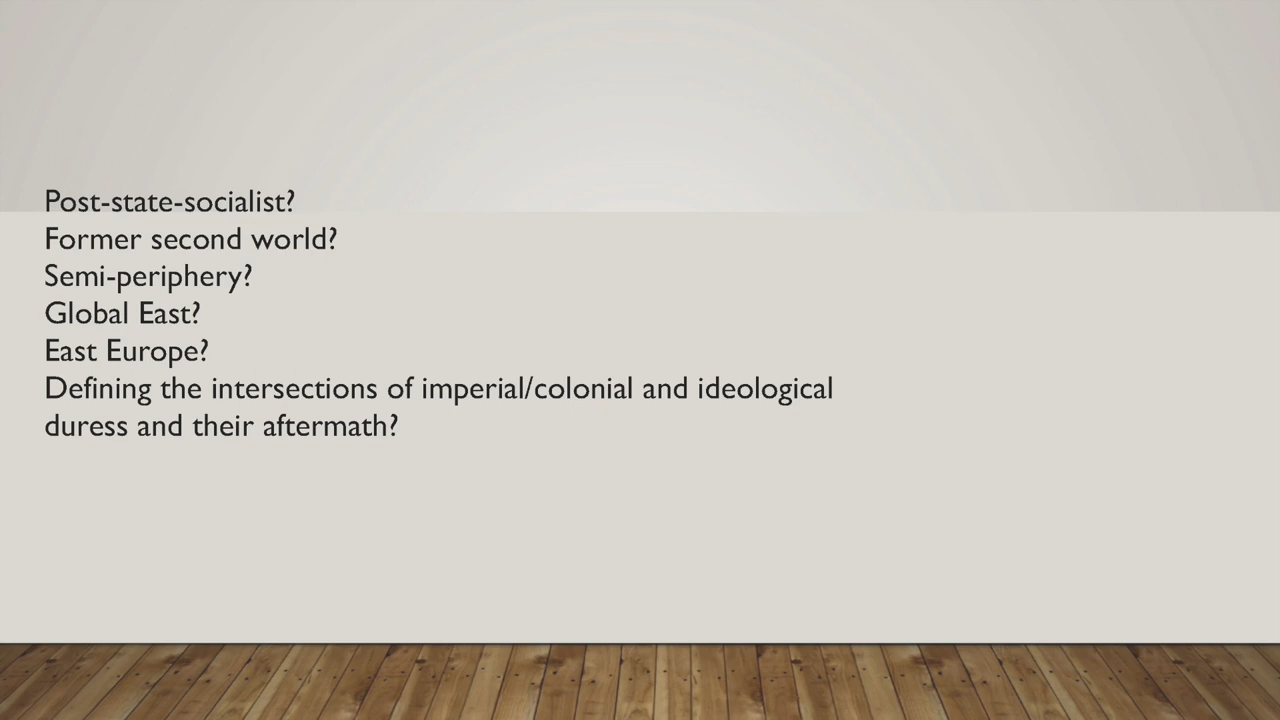 Post-state-socialist?
Former second world?
Semi-periphery?
Global East?
East Europe?
Defining the intersections of imperial/colonial and ideological
duress and their aftermath?